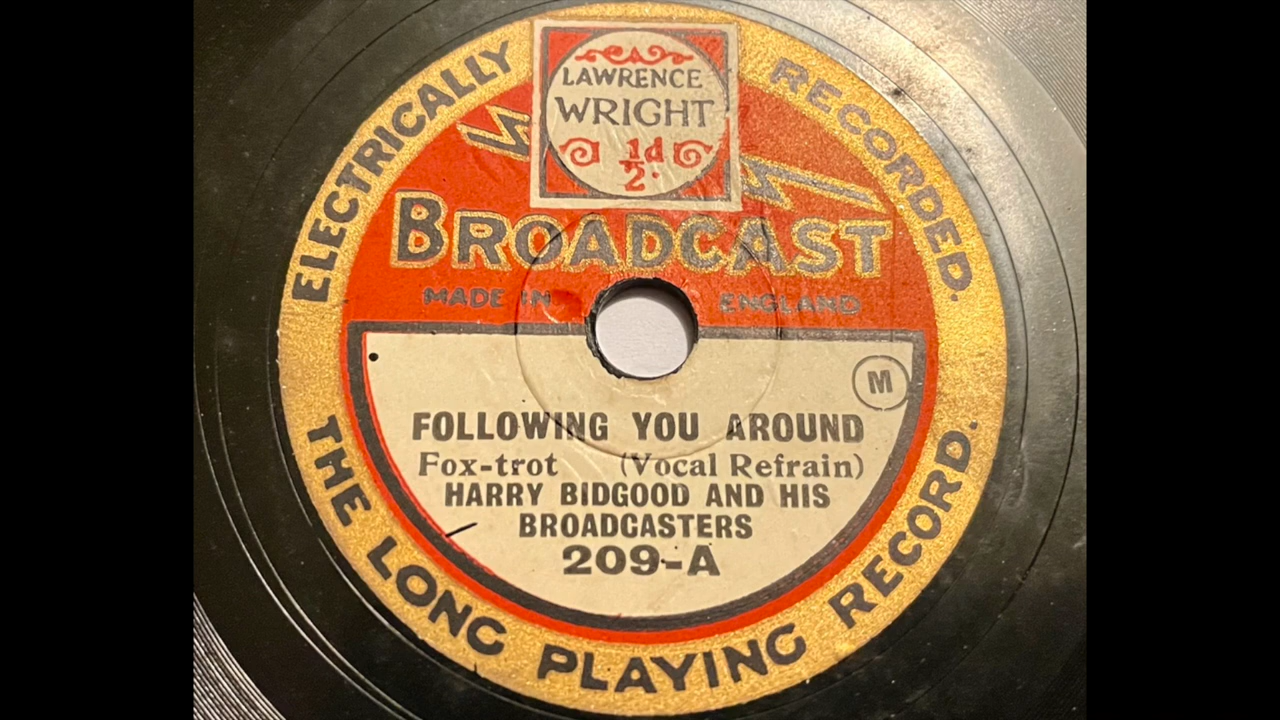 ELECTRICALLY RECORDED.
LAWRENCE
WRIGHT
1/2d.
BROADCAST
MADE IN ENGLAND
M
FOLLOWING YOU AROUND
Fox-trot (Vocal Refrain)
HARRY BIDGOOD AND HIS
BROADCASTERS
209-A
THE LONG PLAYING RECORD.